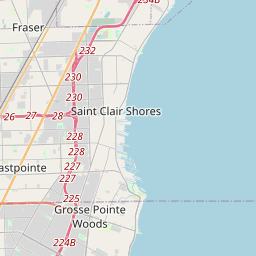 234B
Fraser
232
230
230
Saint Clair Shores
26 27 28
228
228
astpointe
227
227
225
Grosse Pointe
Woods
224B